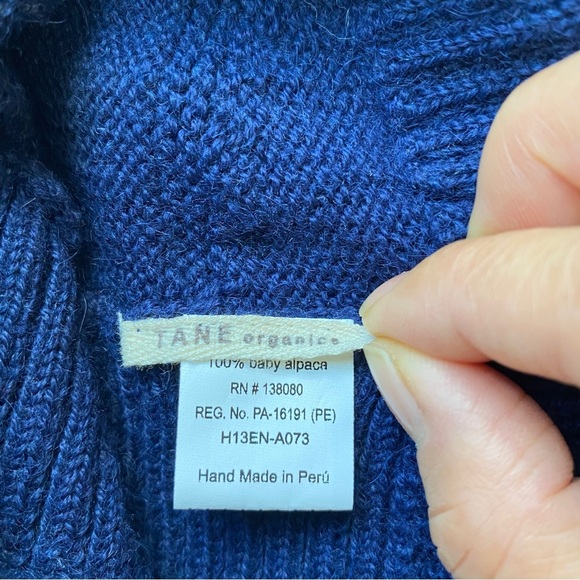 TANE organics
100% baby alpaca
RN # 138080
REG. No. PA-16191 (PE)
H13EN-A073
Hand Made in Perú